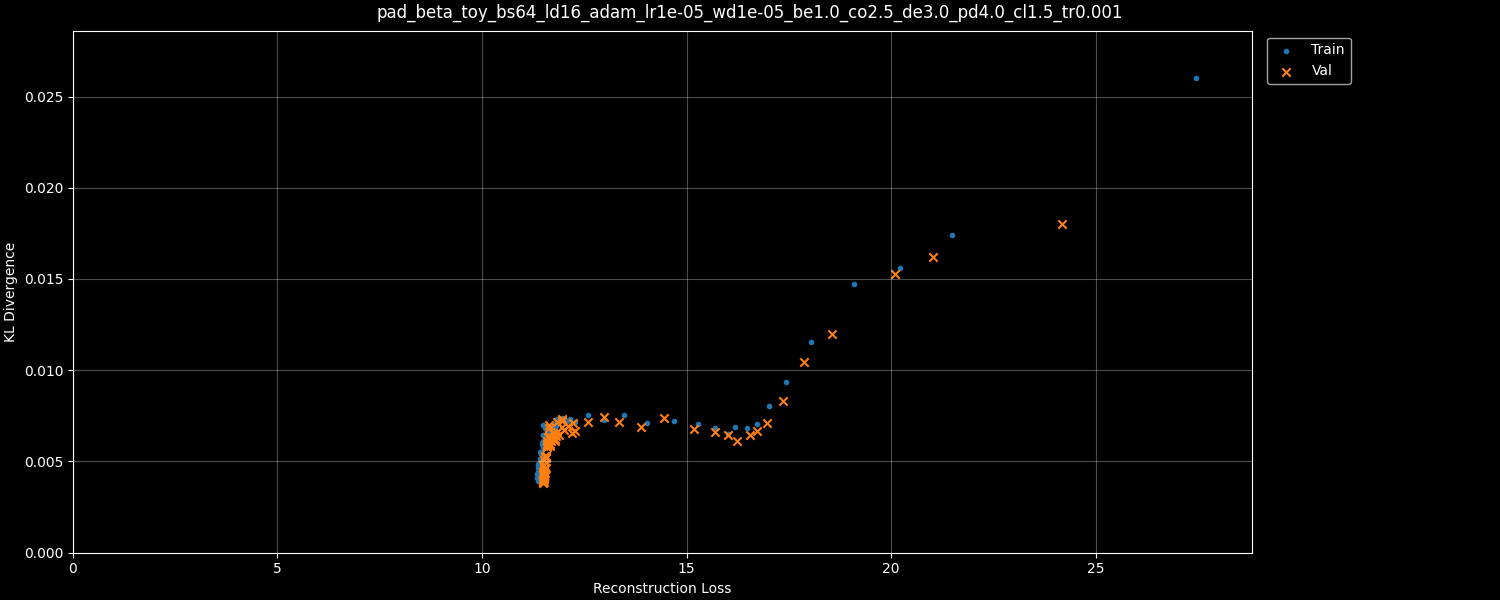 pad_beta_toy_bs64_ld16_adam_lr1e-05_wd1e-05_be1.0_co2.5_de3.0_pd4.0_cl1.5_tr0.001
Train
Val
KL Divergence
0.025
0.020
0.015
0.010
0.005
0.000
0 5 10 15 20 25
Reconstruction Loss